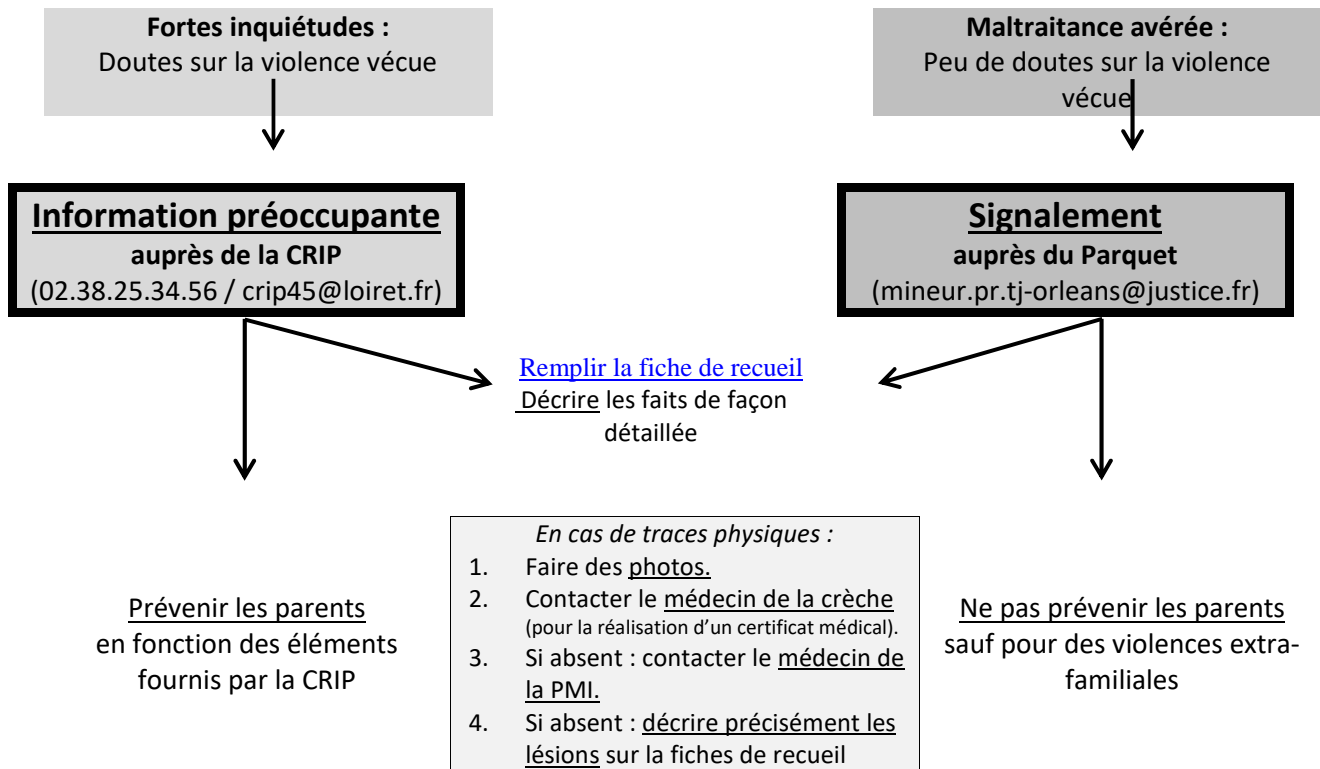 Fortes inquiétudes :
Doutes sur la violence vécue
Maltraitance avérée :
Peu de doutes sur la violence
vécue
Information préoccupante
auprès de la CRIP
(02.38.25.34.56 / crip45@loiret.fr)
Signalement
auprès du Parquet
(mineur.pr.tj-orleans@justice.fr)
Remplir la fiche de recueil
Décrire les faits de façon
détaillée
Prévenir les parents
en fonction des éléments
fournis par la CRIP
En cas de traces physiques :
1. Faire des photos.
2. Contacter le médecin de la crèche
(pour la réalisation d'un certificat médical).
3. Si absent : contacter le médecin de
la PMI.
4. Si absent : décrire précisément les
lésions sur la fiches de recueil
Ne pas prévenir les parents
sauf pour des violences extra-
familiales